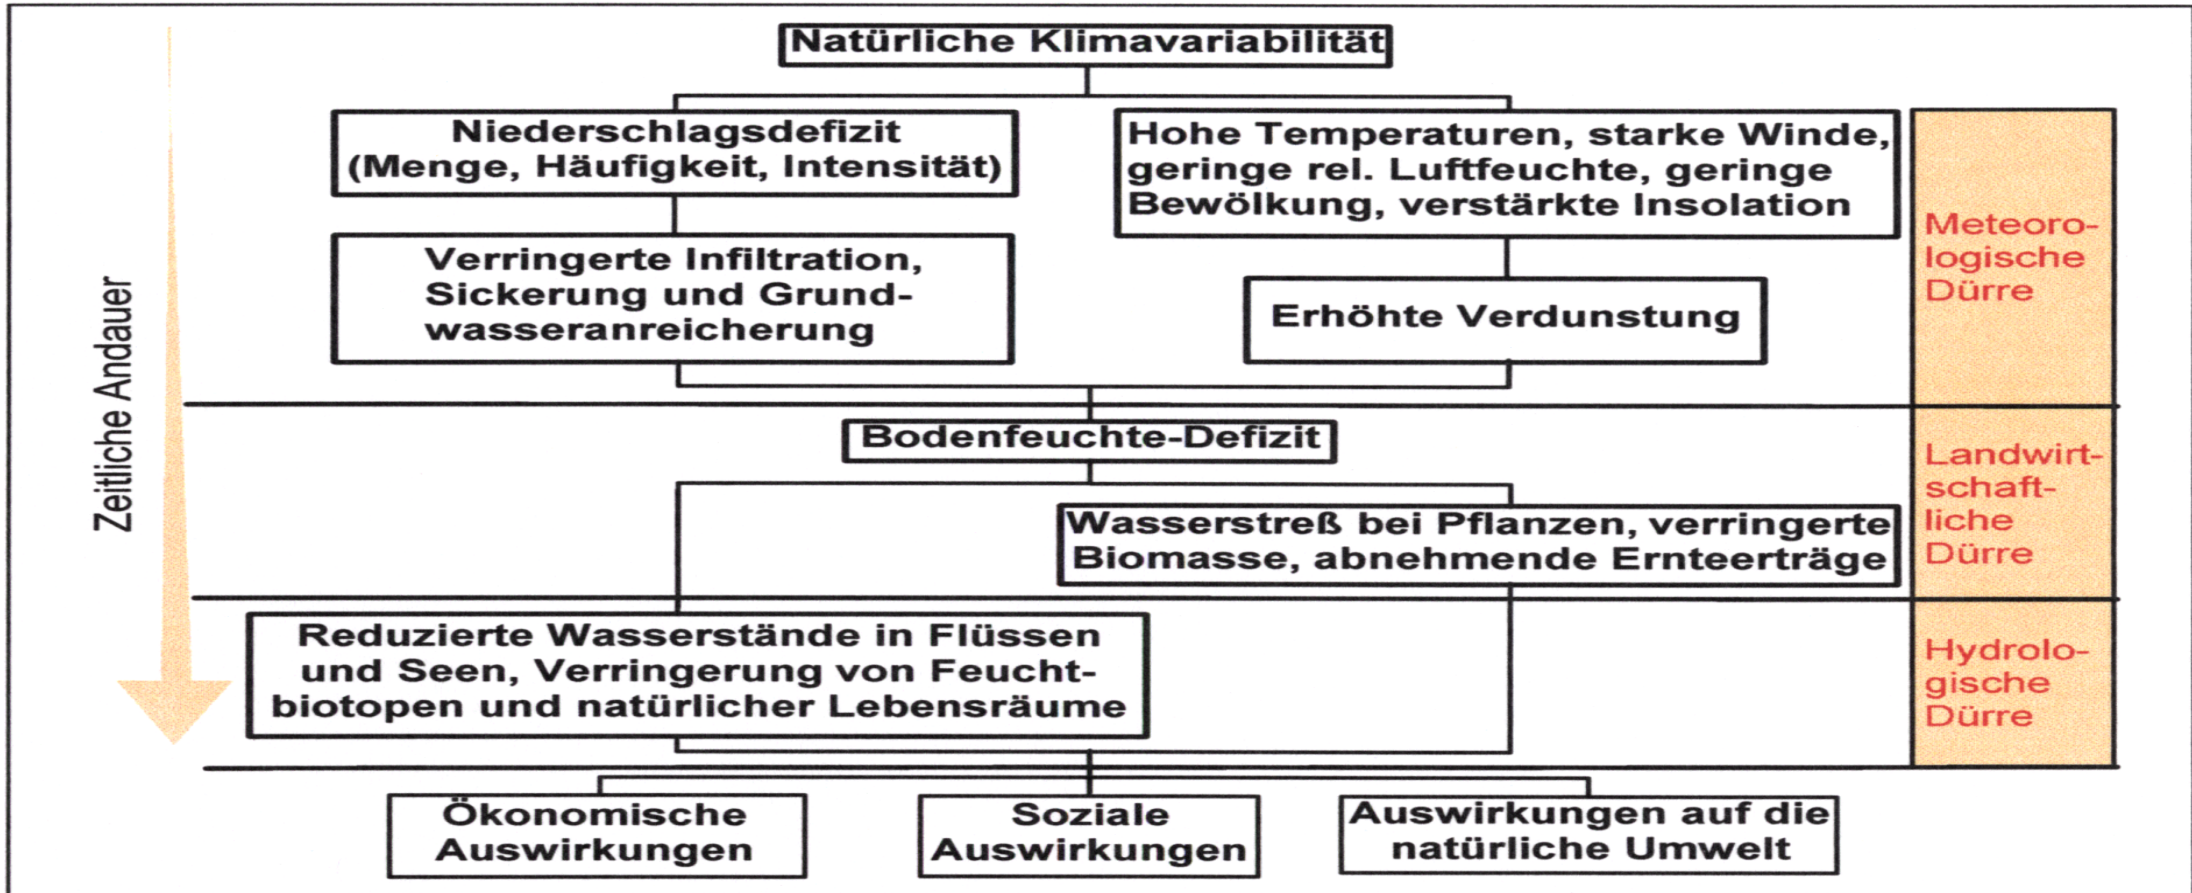 Natürliche Klimavariabilität
Niederschlagsdefizit
(Menge, Häufigkeit, Intensität)
Hohe Temperaturen, starke Winde,
geringe rel. Luftfeuchte, geringe
Bewölkung, verstärkte Insolation
Verringerte Infiltration,
Sickerung und Grund-
wasseranreicherung
Erhöhte Verdunstung
Meteoro-
logische
Dürre
Zeitliche Andauer
Bodenfeuchte-Defizit
Wasserstreß bei Pflanzen, verringerte
Biomasse, abnehmende Ernteerträge
Landwirt-
schaft-
liche
Dürre
Reduzierte Wasserstände in Flüssen
und Seen, Verringerung von Feucht-
biotopen und natürlicher Lebensräume
Hydrolo-
gische
Dürre
Ökonomische
Auswirkungen
Soziale
Auswirkungen
Auswirkungen auf die
natürliche Umwelt